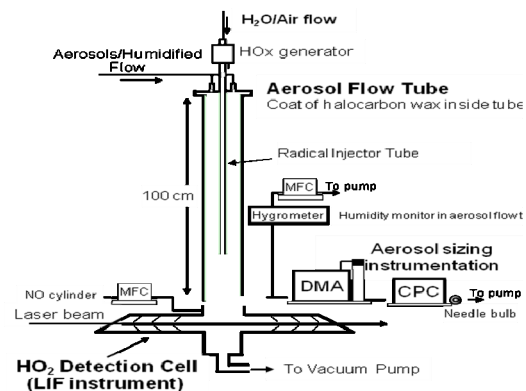 H2O/Air flow
HOx generator
Aerosols/Humidified
Flow
Aerosol Flow Tube
Coat of halocarbon wax inside tube
Radical Injector Tube
100 cm
MFC
To pump
Hygrometer
Humidity monitor in aerosol flow t
Aerosol sizing
instrumentation
DMA
CPC
To pump
Needle bulb
NO cylinder
MFC
Laser beam
HO2 Detection Cell
(LIF instrument)
To Vacuum Pump